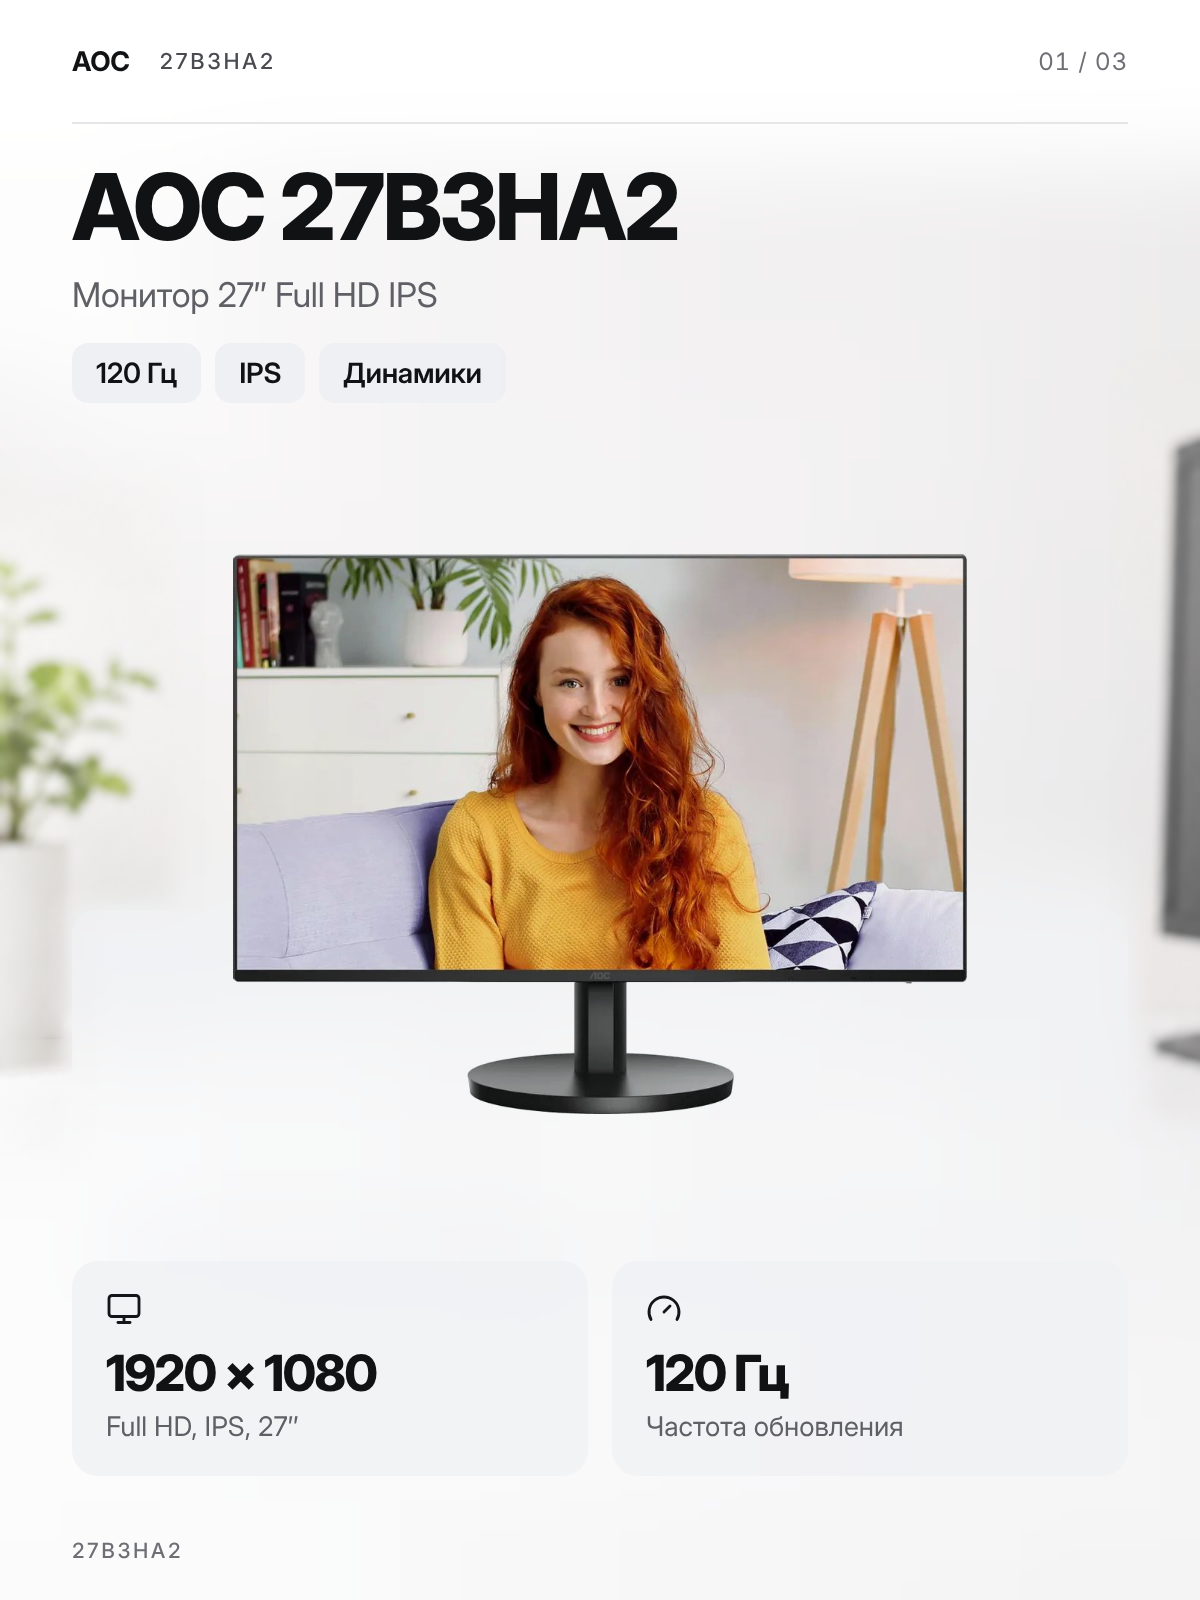 AOC 27B3HA2 01 / 03
AOC 27B3HA2
Монитор 27″ Full HD IPS
120 Гц IPS Динамики
AOC
1920 × 1080
Full HD, IPS, 27″
120 Гц
Частота обновления
27B3HA2